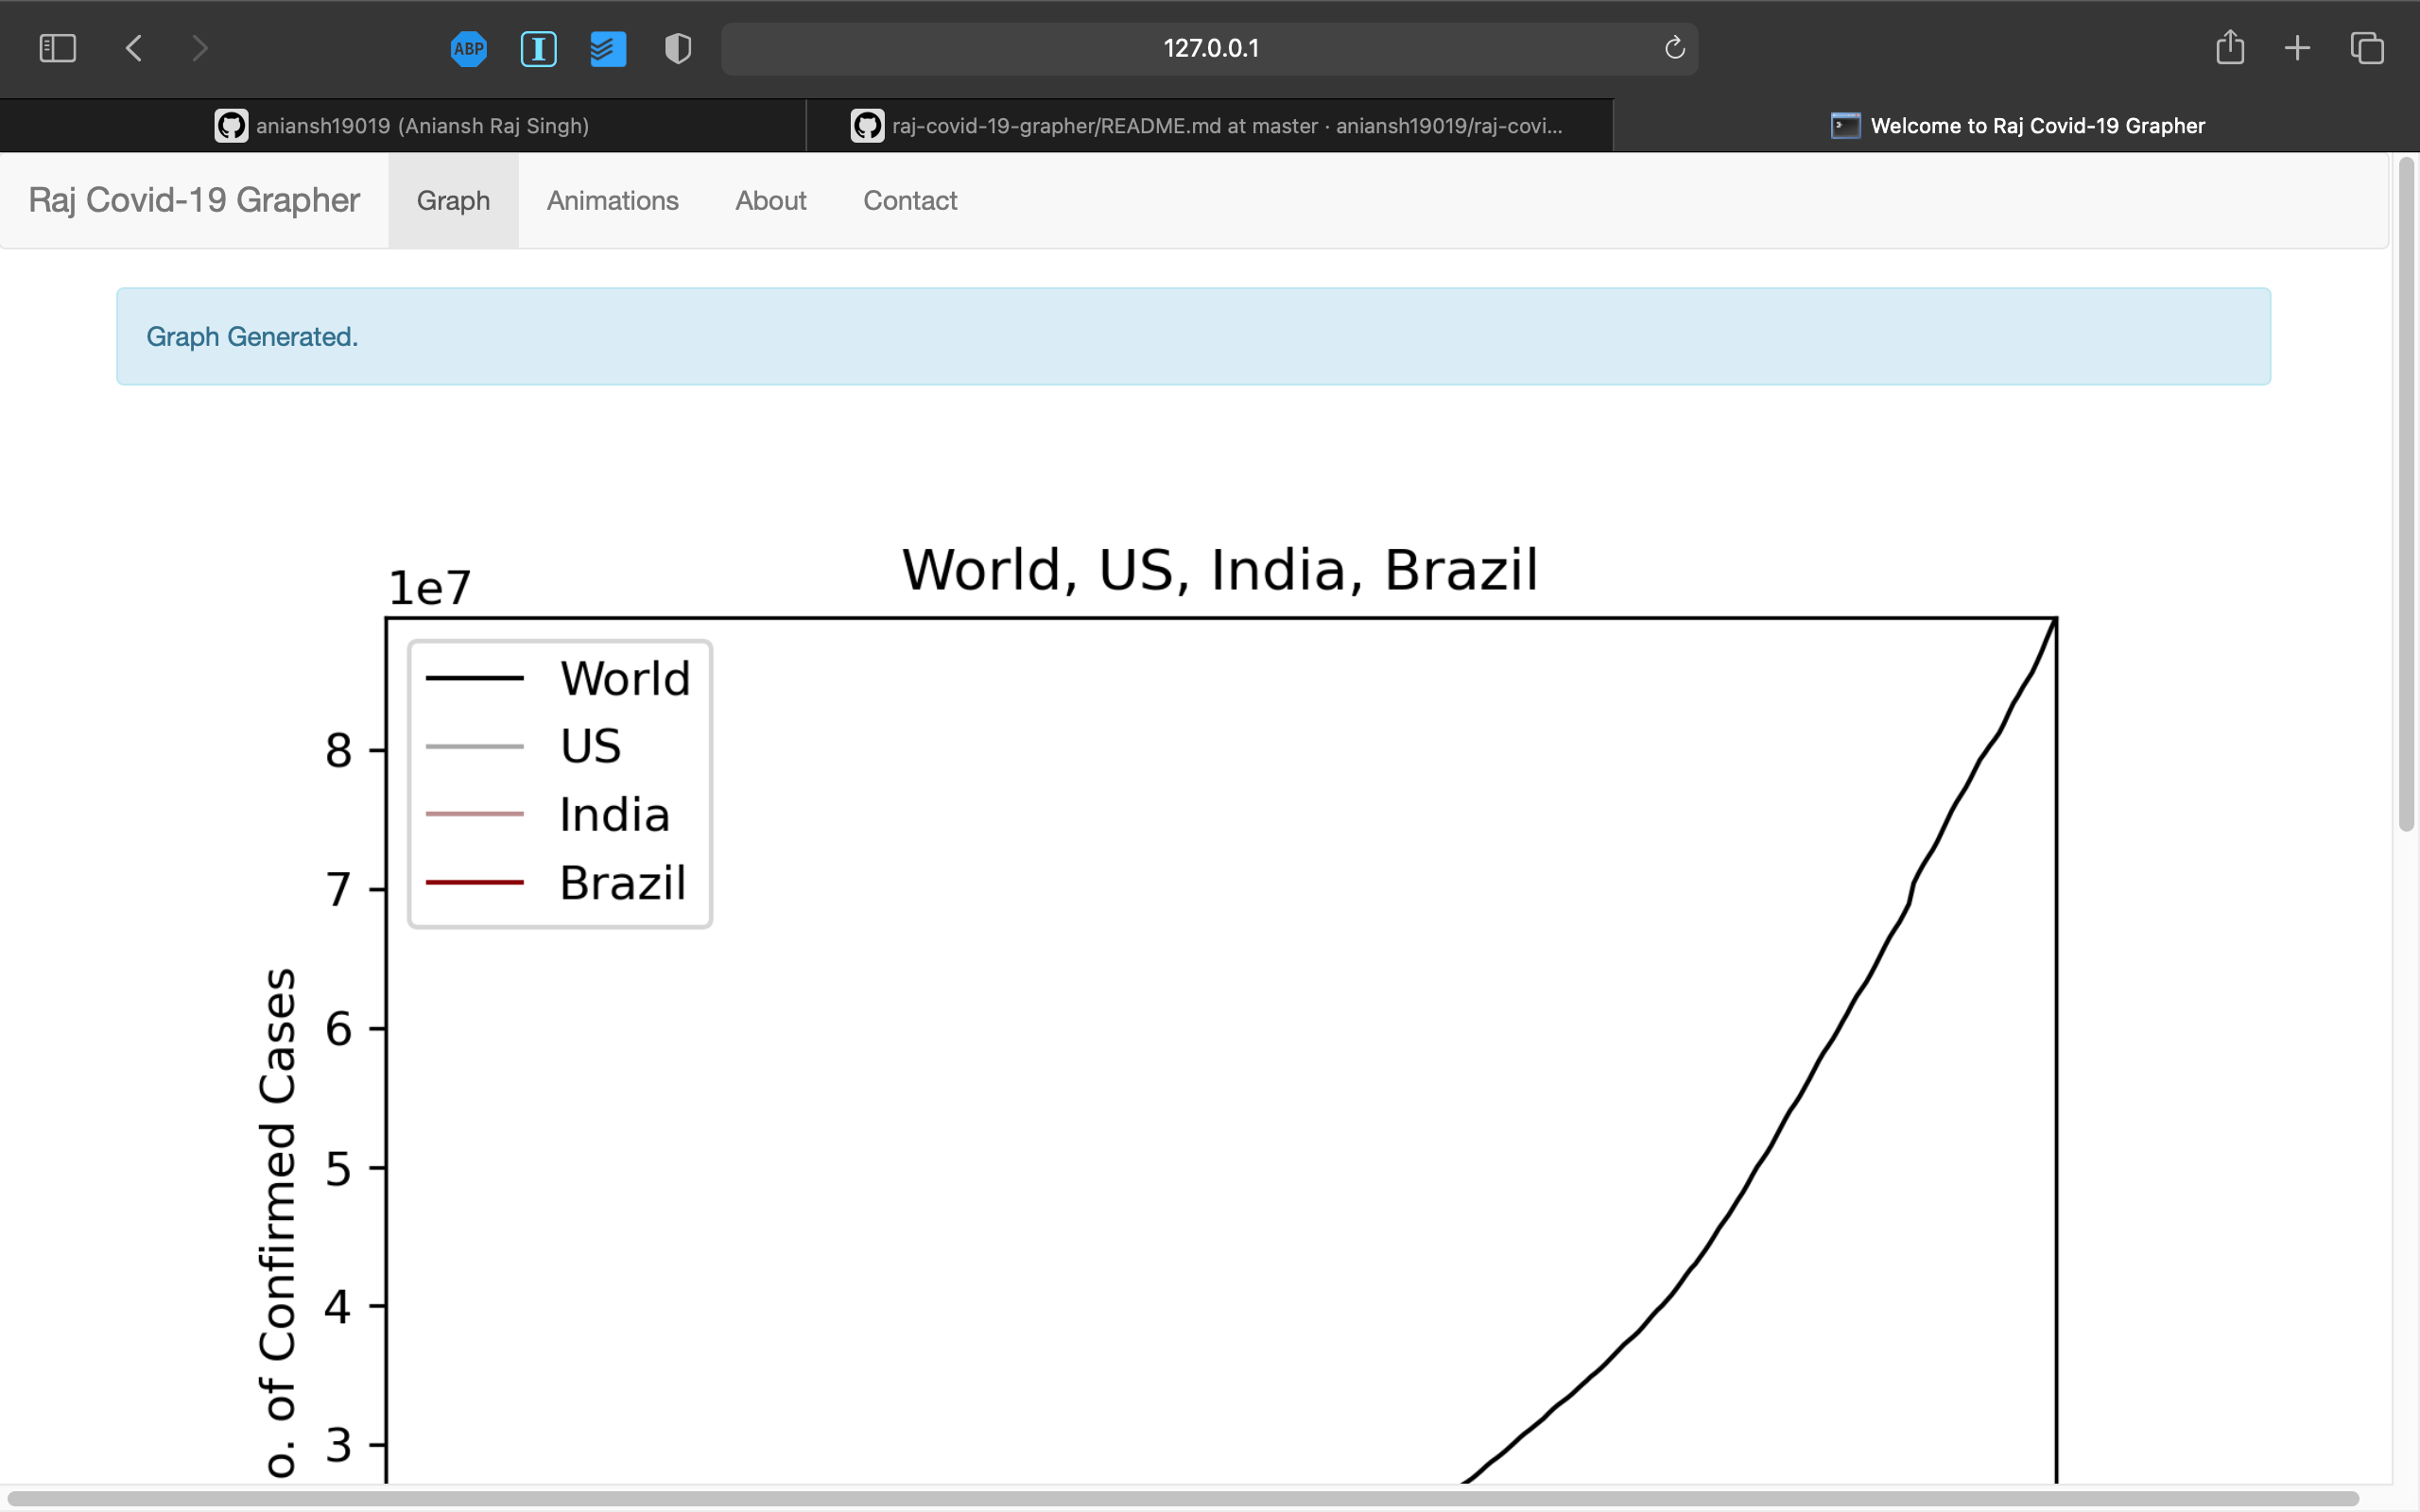 ABP
127.0.0.1
aniansh19019 (Aniansh Raj Singh)
raj-covid-19-grapher/README.md at master · aniansh19019/raj-covi...
Welcome to Raj Covid-19 Grapher
Raj Covid-19 Grapher
Graph
Animations
About
Contact
Graph Generated.
World, US, India, Brazil
1e7
World
US
India
Brazil
8
7
6
5
4
3
o. of Confirmed Cases